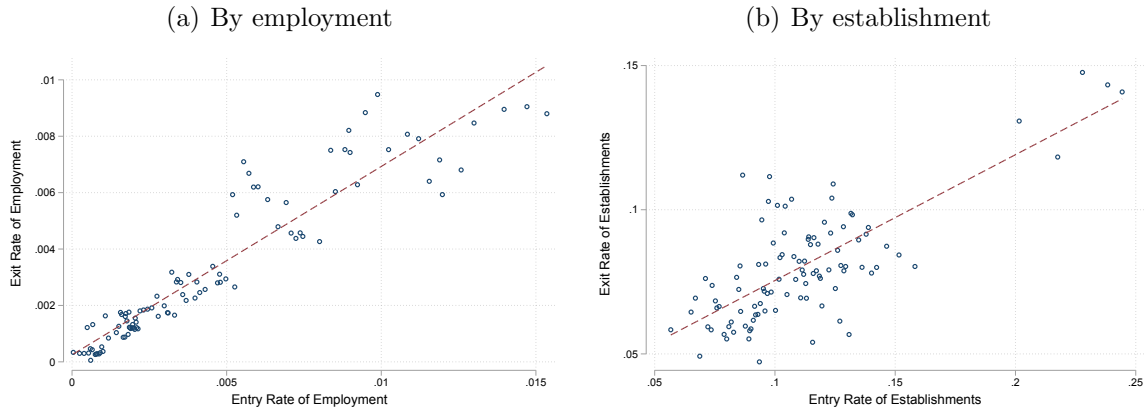 (a) By employment
.01
.008
.006
.004
.002
0
Exit Rate of Employment
0 .005 .01 .015
Entry Rate of Employment
(b) By establishment
.15
.1
.05
Exit Rate of Establishments
.05 .1 .15 .2 .25
Entry Rate of Establishments